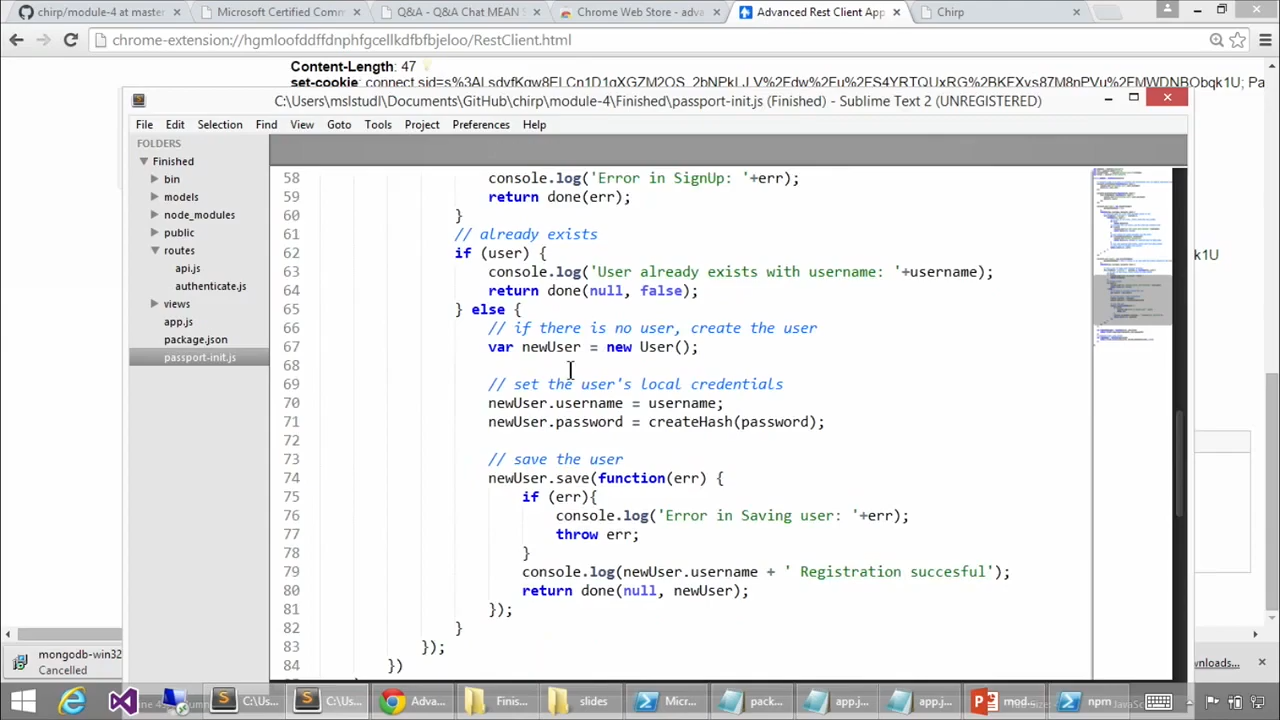 chirp/module-4 at master
Microsoft Certified Comm
Q&A - Q&A Chat MEAN S
Chrome Web Store - adva
Advanced Rest Client App
Chirp
chrome-extension://hgmloofddffdnphfgcellkdfbfbjeloo/RestClient.html
Content-Length: 47
C:\Users\mslstudl\Documents\GitHub\chirp\module-4\Finished\passport-init.js (Finished) - Sublime Text 2 (UNREGISTERED)
File Edit Selection Find View Goto Tools Project Preferences Help
FOLDERS
Finished
bin
models
node_modules
public
routes
api.js
authenticate.js
views
app.js
package.json
passport-init.js
58 console.log('Error in SignUp: '+err);
59 return done(err);
60 }
61 // already exists
62 if (user) {
63 console.log('User already exists with username: '+username);
64 return done(null, false);
65 } else {
66 // if there is no user, create the user
67 var newUser = new User();
68
69 // set the user's local credentials
70 newUser.username = username;
71 newUser.password = createHash(password);
72
73 // save the user
74 newUser.save(function(err) {
75 if (err){
76 console.log('Error in Saving user: '+err);
77 throw err;
78 }
79 console.log(newUser.username + ' Registration succesful');
80 return done(null, newUser);
81 });
82 }
83 });
84 })
k1U
mongodb-win32
Cancelled
wnloads...
C:\Us...
C:\Us...
Adva...
Finis...
slides
Micr...
pack...
app.j...
app.j...
mod-...
npm